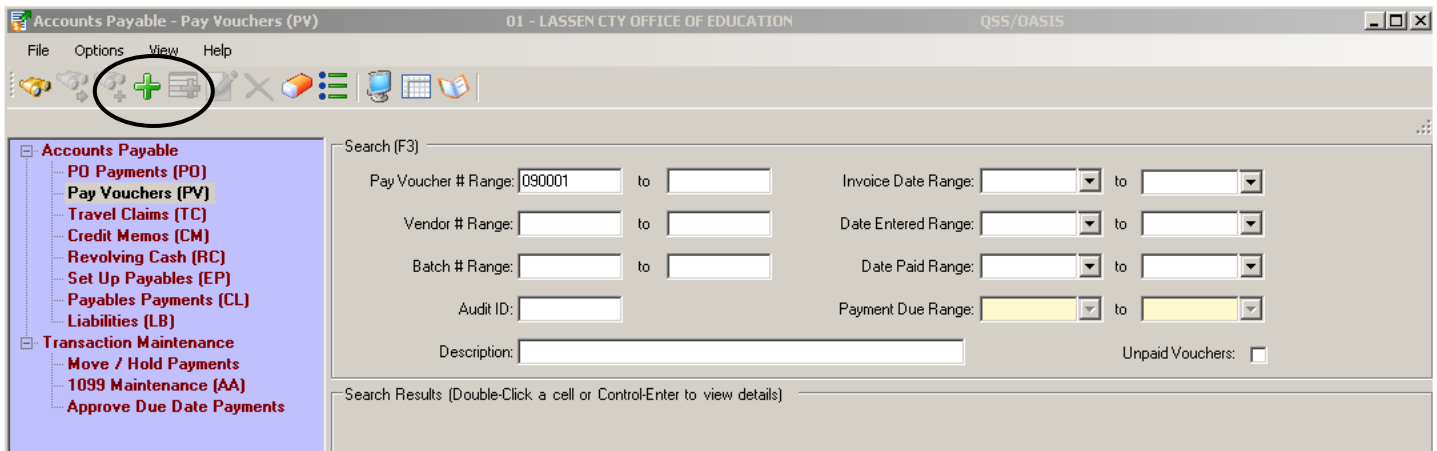 Accounts Payable - Pay Vouchers (PV) 01 - LASSEN CTY OFFICE OF EDUCATION QSS/OASIS
File Options View Help
Accounts Payable
PO Payments (PO)
Pay Vouchers (PV)
Travel Claims (TC)
Credit Memos (CM)
Revolving Cash (RC)
Set Up Payables (EP)
Payables Payments (CL)
Liabilities (LB)
Transaction Maintenance
Move / Hold Payments
1099 Maintenance (AA)
Approve Due Date Payments
Search (F3)
Pay Voucher # Range: 090001 to Invoice Date Range: to
Vendor # Range: to Date Entered Range: to
Batch # Range: to Date Paid Range: to
Audit ID: Payment Due Range: to
Description: Unpaid Vouchers:
Search Results (Double-Click a cell or Control-Enter to view details)